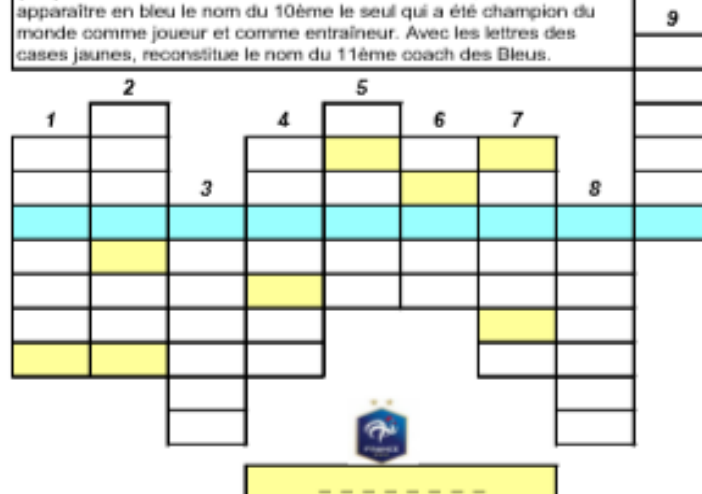 apparaître en bleu le nom du 10ème le seul qui a été champion du
monde comme joueur et comme entraîneur. Avec les lettres des
cases jaunes, reconstitue le nom du 11ème coach des Bleus.
9
2
5
1
4
6
7
3
8
FRANCE
_ _ _ _ _ _ _ _